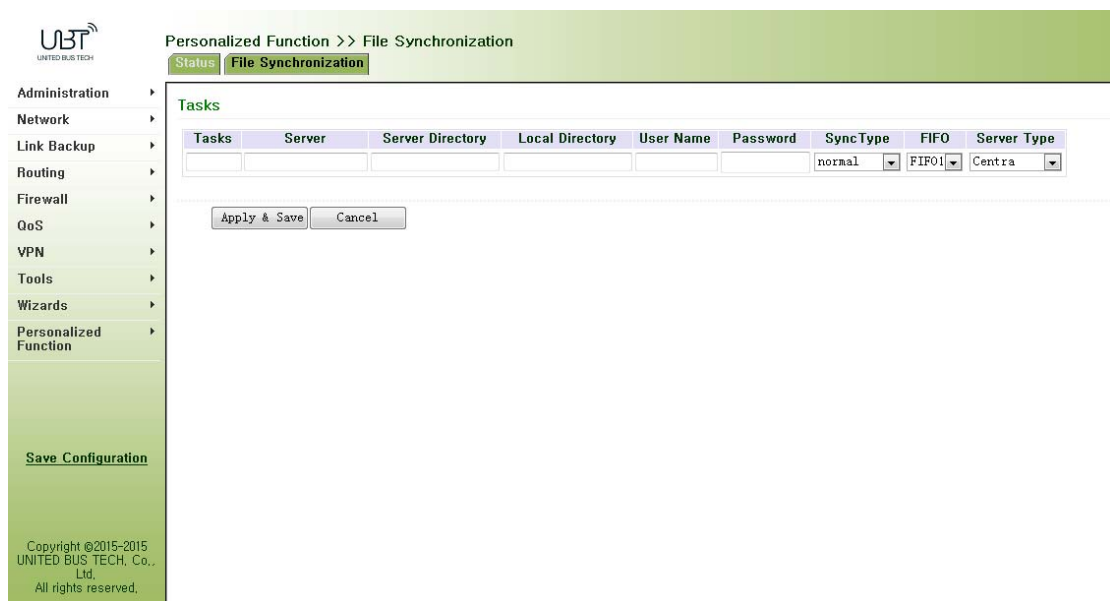 UBT
UNITED BUS TECH
Personalized Function >> File Synchronization
Status File Synchronization
Administration
Network
Link Backup
Routing
Firewall
QoS
VPN
Tools
Wizards
Personalized
Function
Save Configuration
Copyright ©2015-2015
UNITED BUS TECH, Co.,
Ltd.
All rights reserved.
Tasks
Tasks Server Server Directory Local Directory User Name Password SyncType FIFO Server Type
normal FIFO1 Centra
Apply & Save Cancel